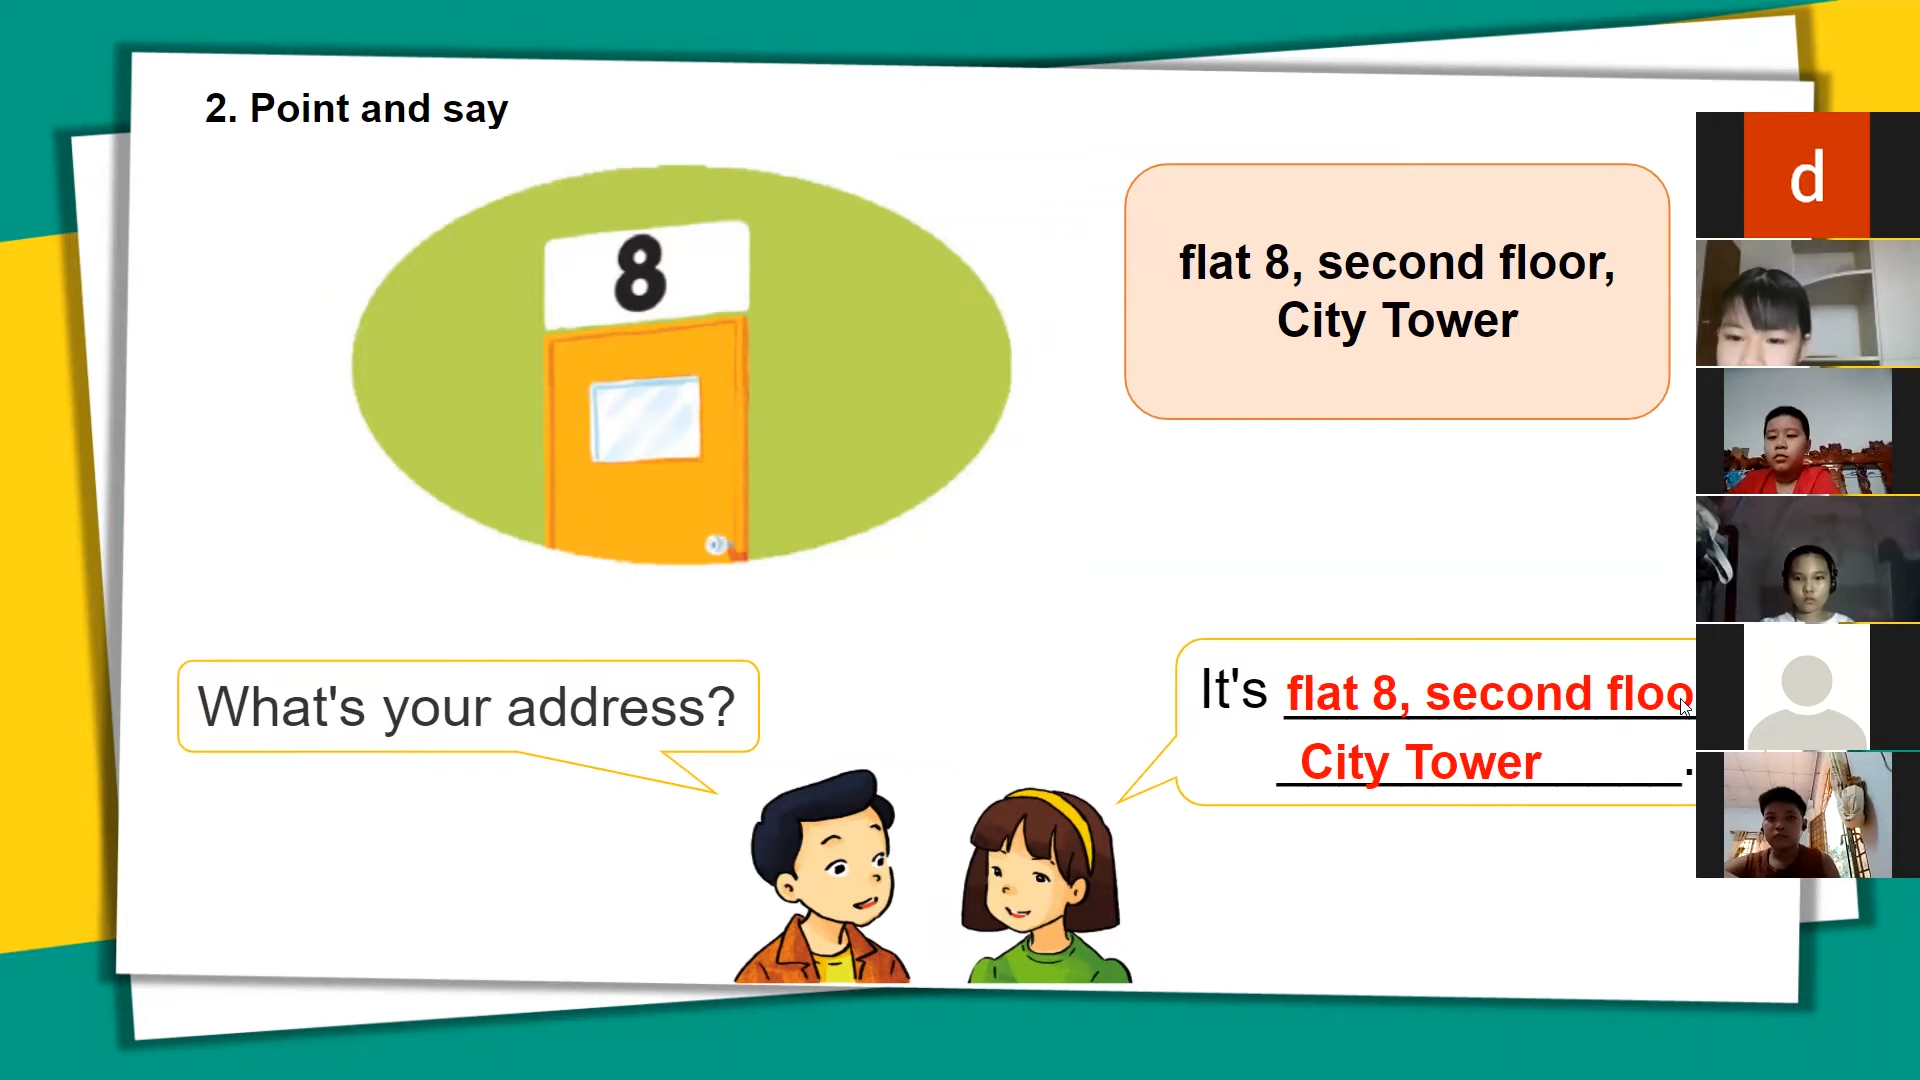 2. Point and say
8
flat 8, second floor,
City Tower
What's your address?
It's flat 8, second floo
City Tower.
d